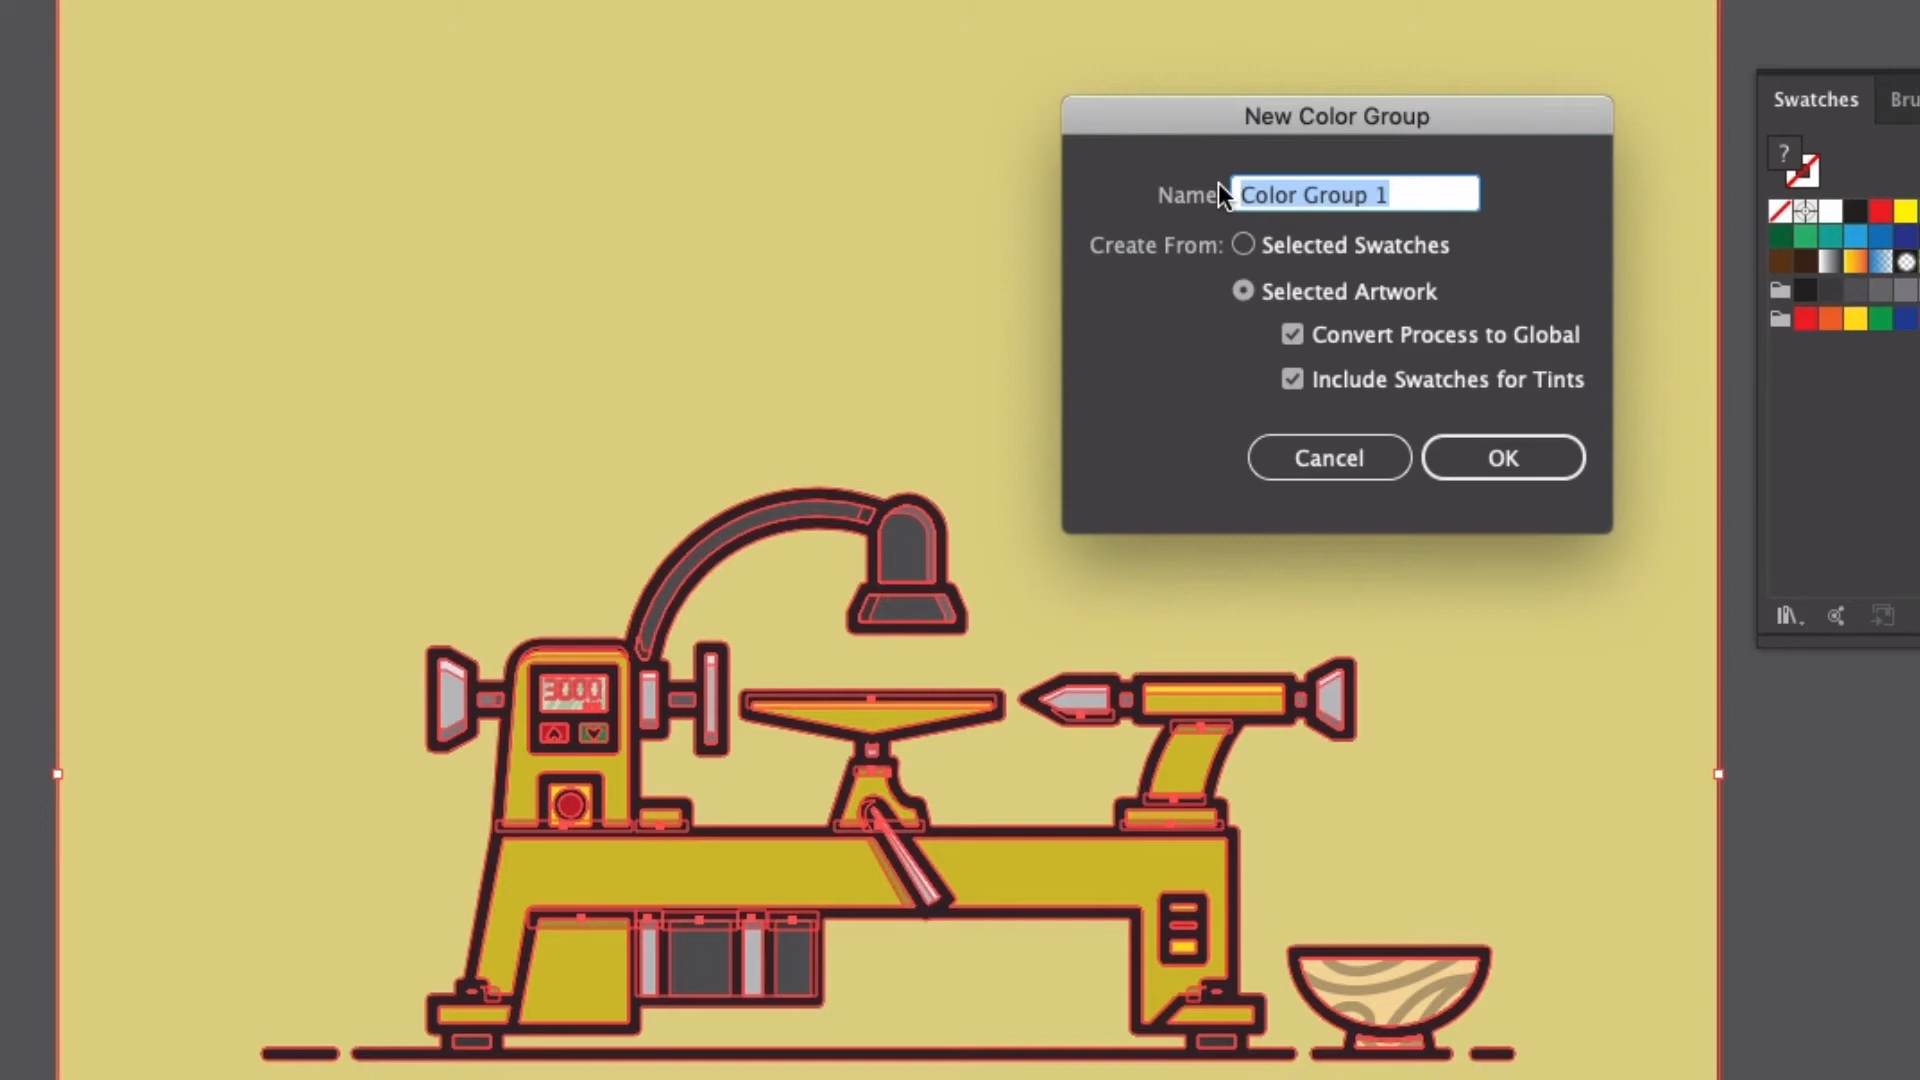 New Color Group
Swatches
Bru
?
Name
Color Group 1
Create From:
Selected Swatches
Selected Artwork
Convert Process to Global
Include Swatches for Tints
Cancel
OK